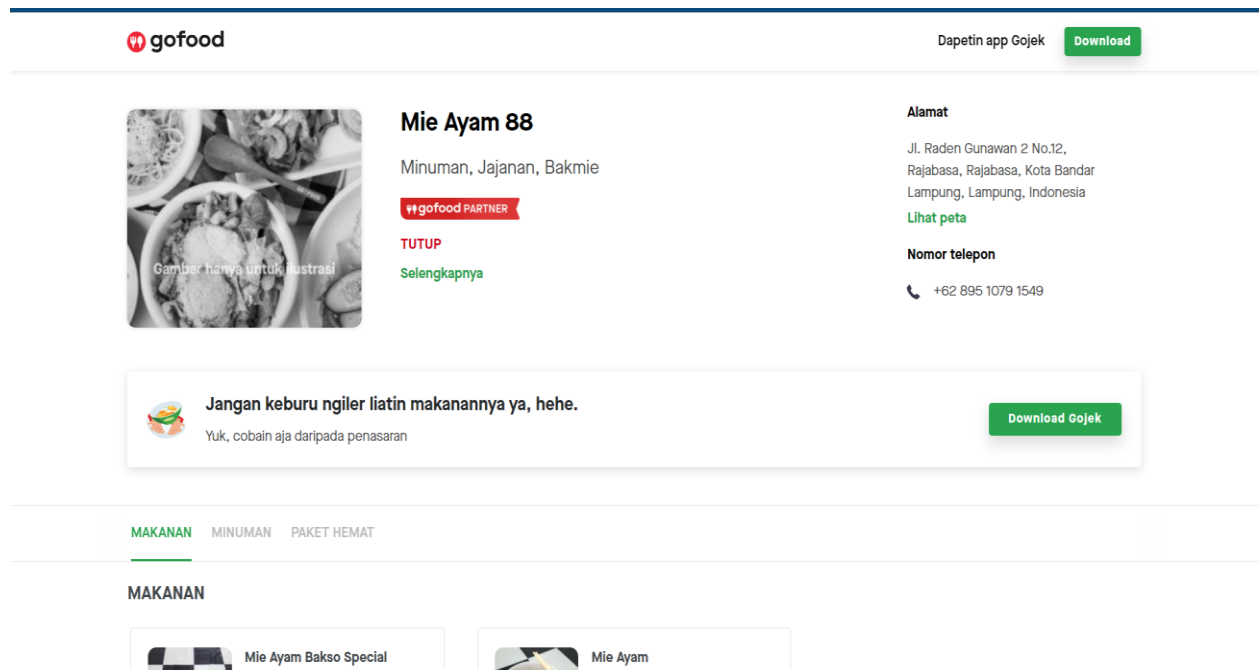 gofood
Dapetin app Gojek
Download
Gambar hanya untuk ilustrasi
Mie Ayam 88
Minuman, Jajanan, Bakmie
gofood PARTNER
TUTUP
Selengkapnya
Alamat
Jl. Raden Gunawan 2 No.12,
Rajabasa, Rajabasa, Kota Bandar
Lampung, Lampung, Indonesia
Lihat peta
Nomor telepon
+62 895 1079 1549
Jangan keburu ngiler liatin makanannya ya, hehe.
Yuk, cobain aja daripada penasaran
Download Gojek
MAKANAN MINUMAN PAKET HEMAT
MAKANAN
Mie Ayam Bakso Special
Mie Ayam